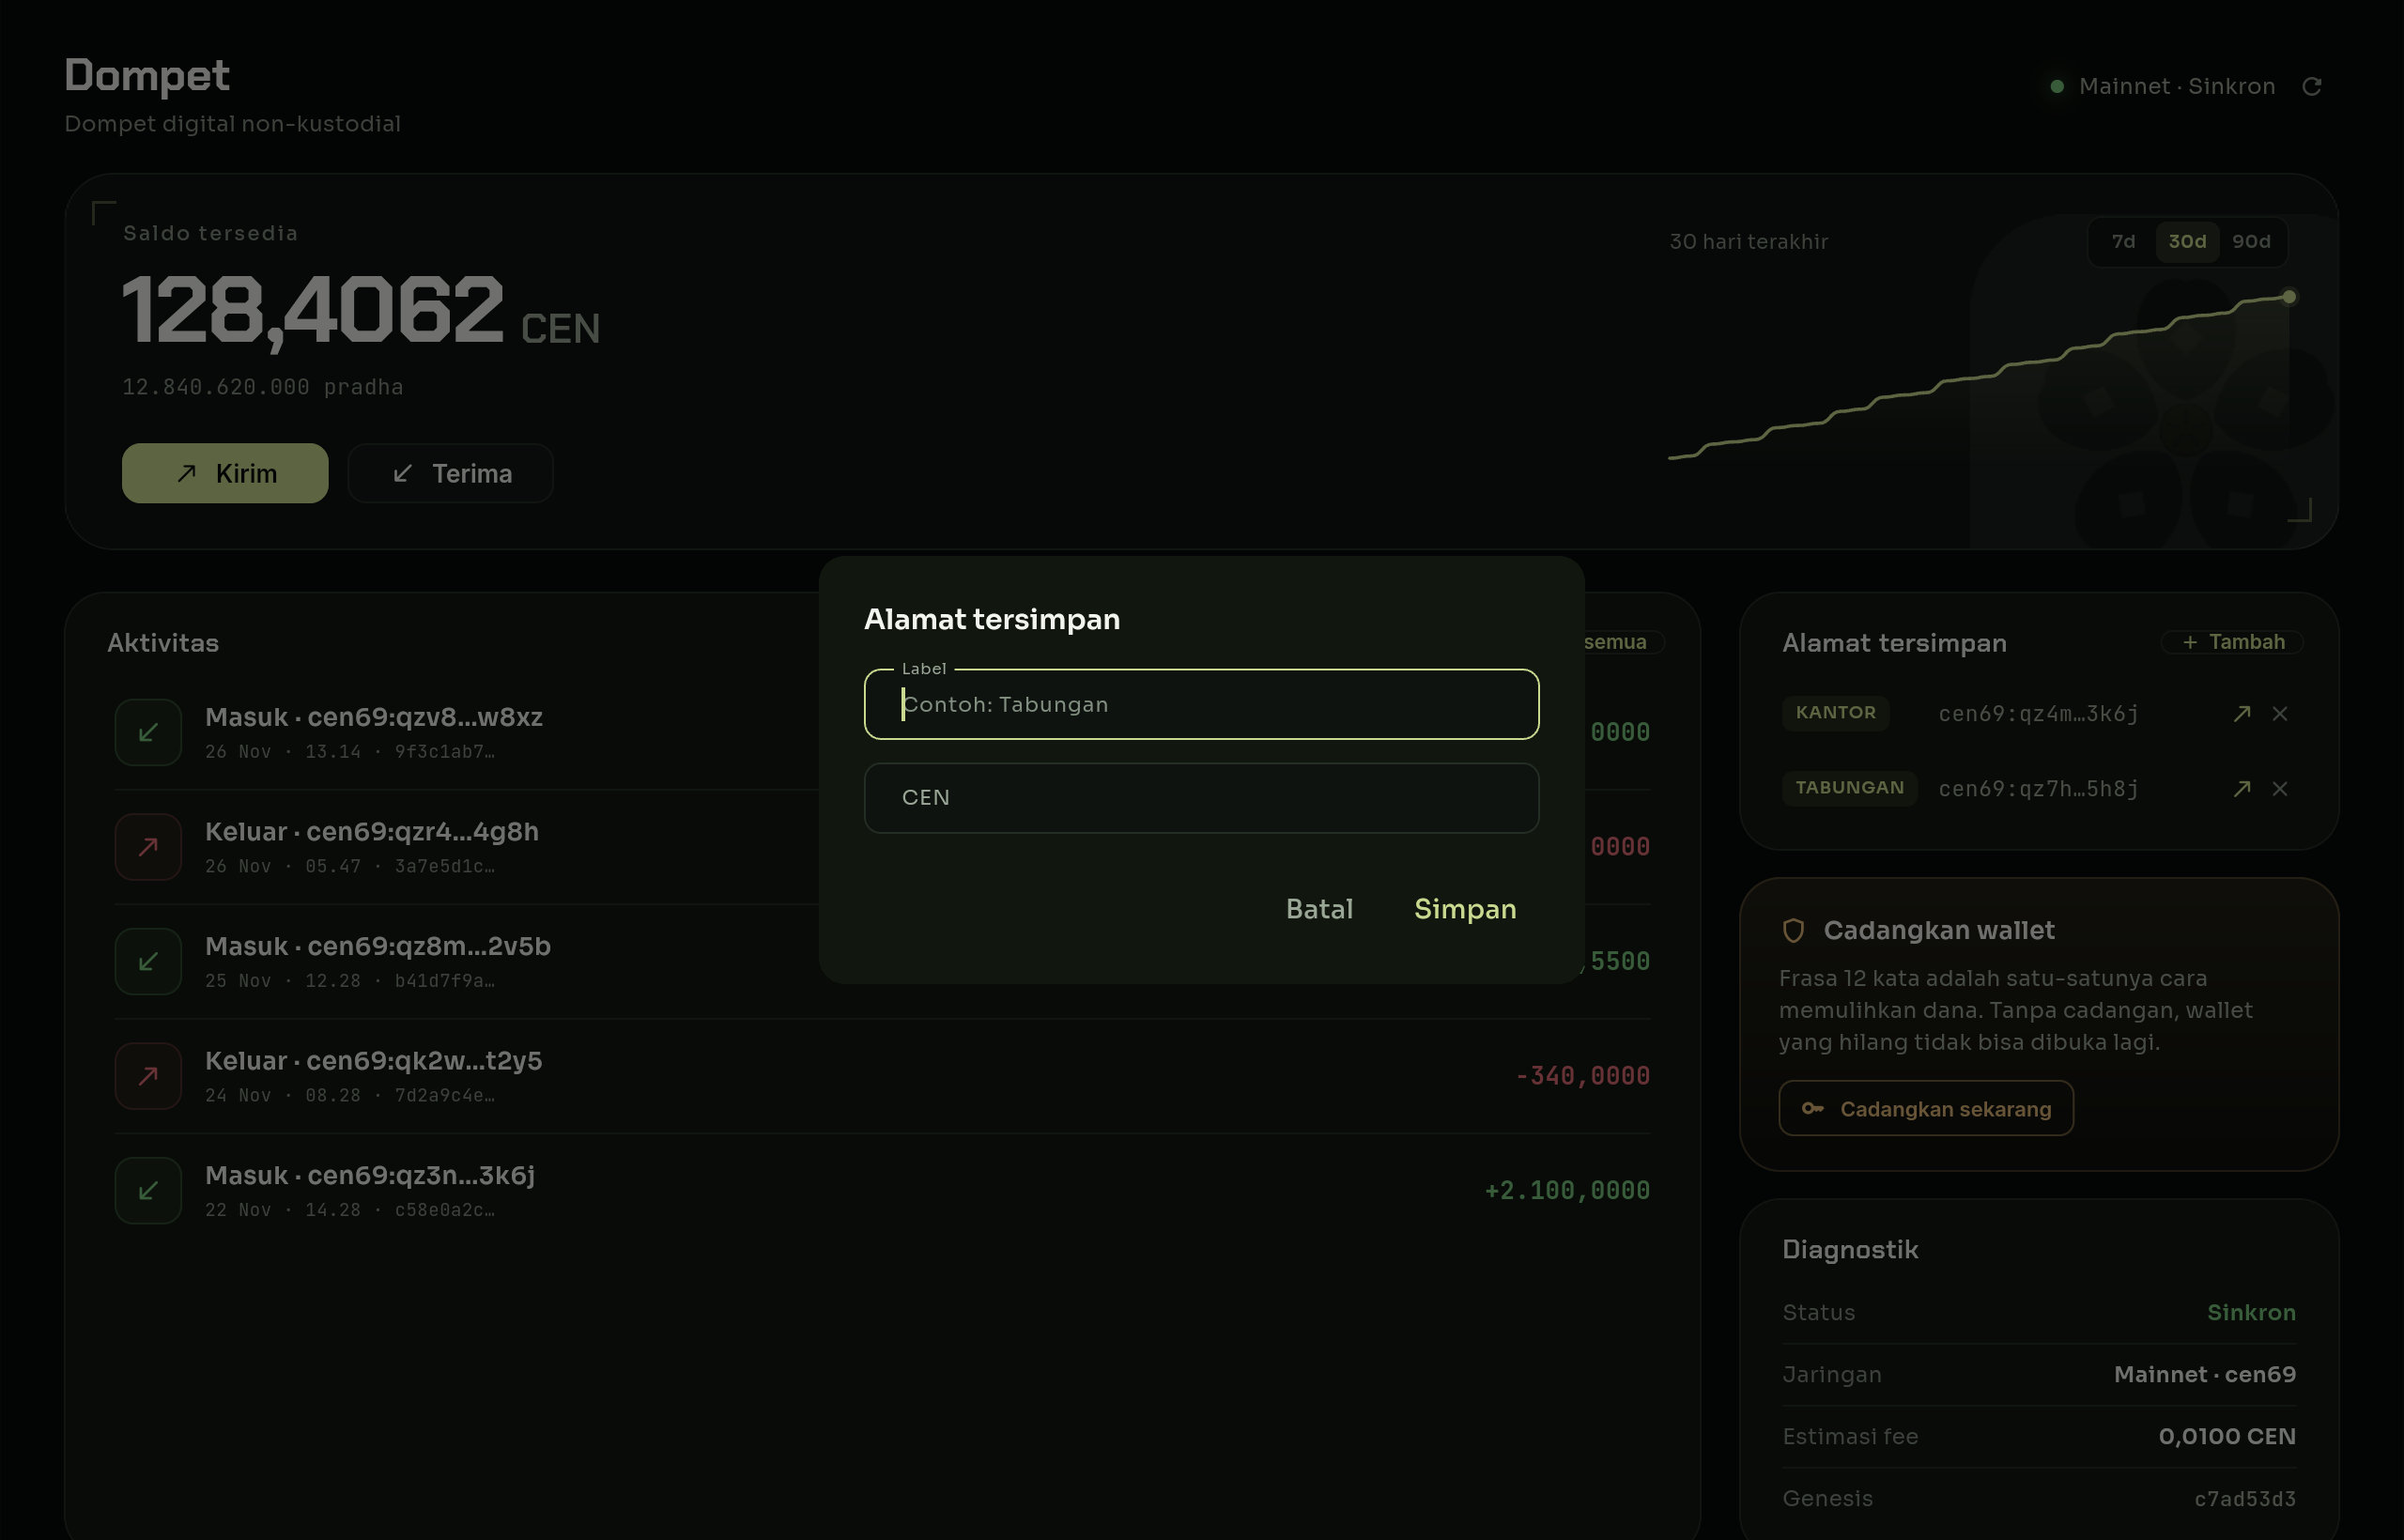 Dompet
Dompet digital non-kustodial
Mainnet · Sinkron
Saldo tersedia
128,4062 CEN
12.840.620.000 pradha
Kirim
Terima
30 hari terakhir
7d 30d 90d
Aktivitas
semua
Masuk · cen69:qzv8…w8xz
26 Nov · 13.14 · 9f3c1ab7…
0000
Keluar · cen69:qzr4…4g8h
26 Nov · 05.47 · 3a7e5d1c…
0000
Masuk · cen69:qz8m…2v5b
25 Nov · 12.28 · b41d7f9a…
,5500
Keluar · cen69:qk2w…t2y5
24 Nov · 08.28 · 7d2a9c4e…
-340,0000
Masuk · cen69:qz3n…3k6j
22 Nov · 14.28 · c58e0a2c…
+2.100,0000
Alamat tersimpan
Label
Contoh: Tabungan
CEN
Batal
Simpan
Alamat tersimpan
+ Tambah
KANTOR cen69:qz4m…3k6j
TABUNGAN cen69:qz7h…5h8j
Cadangkan wallet
Frasa 12 kata adalah satu-satunya cara
memulihkan dana. Tanpa cadangan, wallet
yang hilang tidak bisa dibuka lagi.
Cadangkan sekarang
Diagnostik
Status Sinkron
Jaringan Mainnet · cen69
Estimasi fee 0,0100 CEN
Genesis c7ad53d3